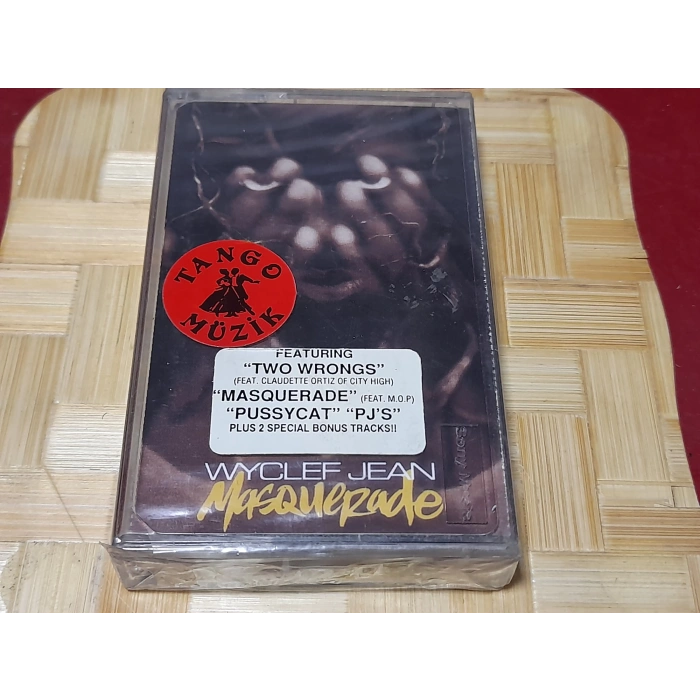 TANGO
MÜZİK
FEATURING
"TWO WRONGS"
(FEAT. CLAUDETTE ORTIZ OF CITY HIGH)
"MASQUERADE" (FEAT. M.O.P)
"PUSSYCAT" "PJ'S"
PLUS 2 SPECIAL BONUS TRACKS!!
WYCLEF JEAN
Masquerade